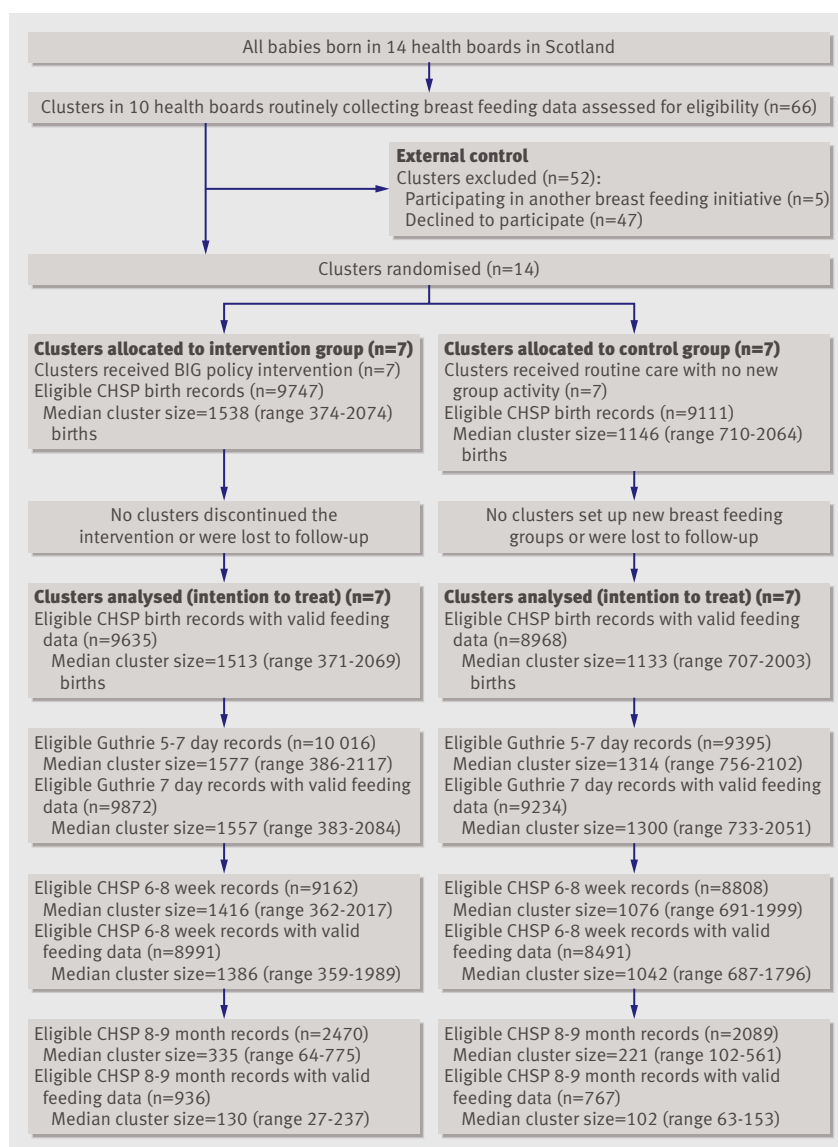 All babies born in 14 health boards in Scotland
Clusters in 10 health boards routinely collecting breast feeding data assessed for eligibility (n=66)
External control
Clusters excluded (n=52):
Participating in another breast feeding initiative (n=5)
Declined to participate (n=47)
Clusters randomised (n=14)
Clusters allocated to intervention group (n=7)
Clusters received BIG policy intervention (n=7)
Eligible CHSP birth records (n=9747)
Median cluster size=1538 (range 374-2074)
births
Clusters allocated to control group (n=7)
Clusters received routine care with no new
group activity (n=7)
Eligible CHSP birth records (n=9111)
Median cluster size=1146 (range 710-2064)
births
No clusters discontinued the
intervention or were lost to follow-up
No clusters set up new breast feeding
groups or were lost to follow-up
Clusters analysed (intention to treat) (n=7)
Eligible CHSP birth records with valid feeding
data (n=9635)
Median cluster size=1513 (range 371-2069)
births
Clusters analysed (intention to treat) (n=7)
Eligible CHSP birth records with valid feeding
data (n=8968)
Median cluster size=1133 (range 707-2003)
births
Eligible Guthrie 5-7 day records (n=10 016)
Median cluster size=1577 (range 386-2117)
Eligible Guthrie 7 day records with valid feeding
data (n=9872)
Median cluster size=1557 (range 383-2084)
Eligible Guthrie 5-7 day records (n=9395)
Median cluster size=1314 (range 756-2102)
Eligible Guthrie 7 day records with valid feeding
data (n=9234)
Median cluster size=1300 (range 733-2051)
Eligible CHSP 6-8 week records (n=9162)
Median cluster size=1416 (range 362-2017)
Eligible CHSP 6-8 week records with valid
feeding data (n=8991)
Median cluster size=1386 (range 359-1989)
Eligible CHSP 6-8 week records (n=8808)
Median cluster size=1076 (range 691-1999)
Eligible CHSP 6-8 week records with valid
feeding data (n=8491)
Median cluster size=1042 (range 687-1796)
Eligible CHSP 8-9 month records (n=2470)
Median cluster size=335 (range 64-775)
Eligible CHSP 8-9 month records with valid
feeding data (n=936)
Median cluster size=130 (range 27-237)
Eligible CHSP 8-9 month records (n=2089)
Median cluster size=221 (range 102-561)
Eligible CHSP 8-9 month records with valid
feeding data (n=767)
Median cluster size=102 (range 63-153)